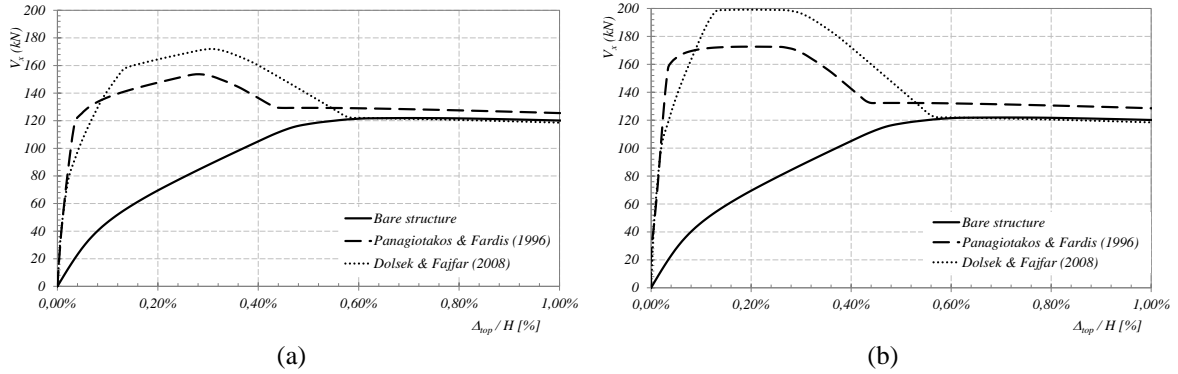 V_x (kN)
200
180
160
140
120
100
80
60
40
20
0
Bare structure
Panagiotakos & Fardis (1996)
Dolsek & Fajfar (2008)
0,00% 0,20% 0,40% 0,60% 0,80% 1,00%
Δ_top / H [%]
(a)
V_x (kN)
200
180
160
140
120
100
80
60
40
20
0
Bare structure
Panagiotakos & Fardis (1996)
Dolsek & Fajfar (2008)
0,00% 0,20% 0,40% 0,60% 0,80% 1,00%
Δ_top / H [%]
(b)